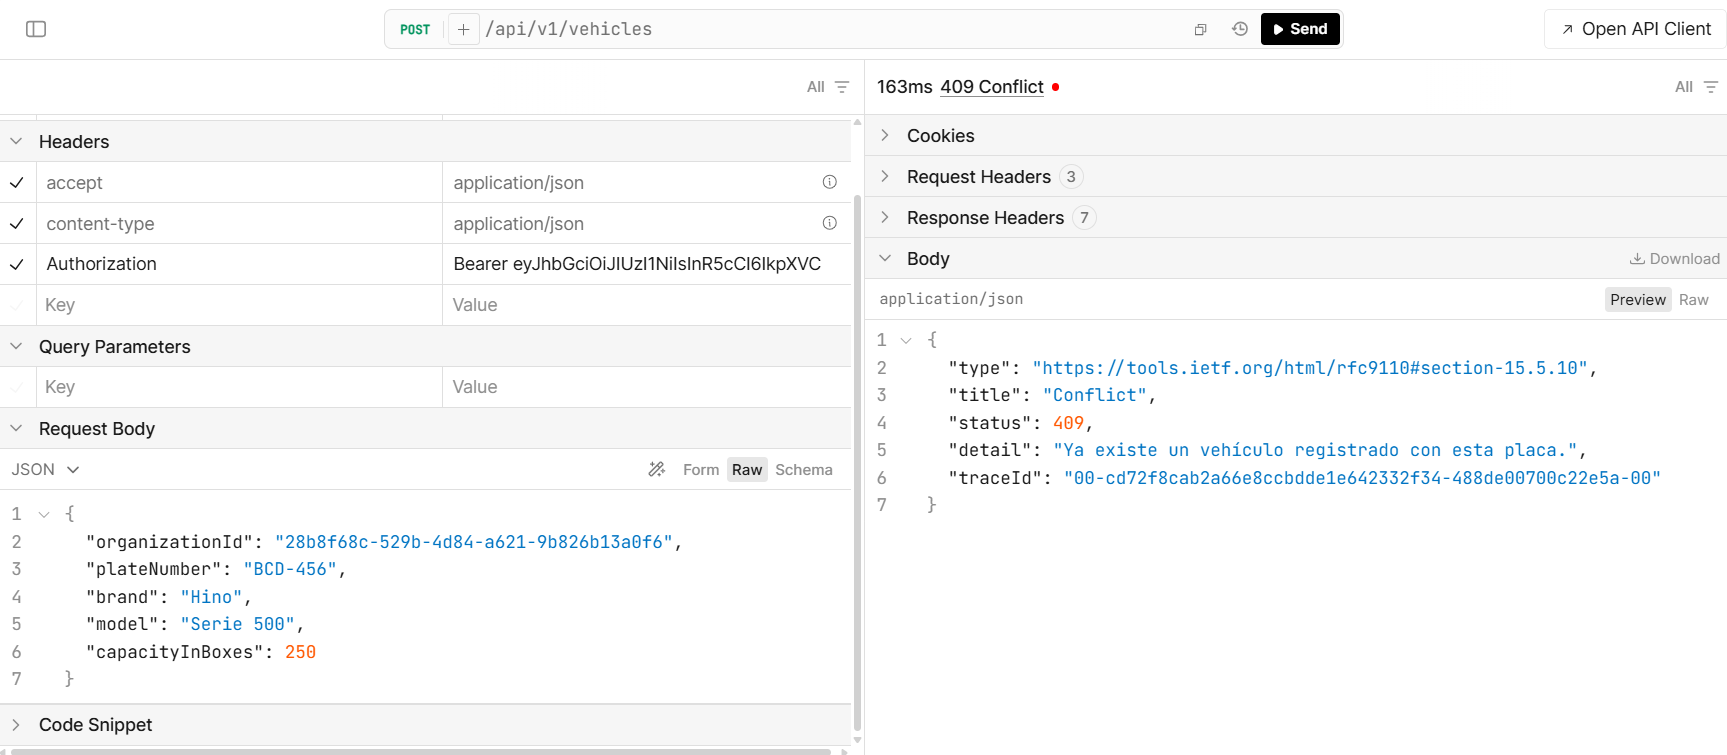 POST + /api/v1/vehicles Send Open API Client
All
Headers
accept application/json
content-type application/json
Authorization Bearer eyJhbGciOiJIUzI1NiIsInR5cCI6IkpXVC
Key Value
Query Parameters
Key Value
Request Body
JSON Form Raw Schema
1 {
2 "organizationId": "28b8f68c-529b-4d84-a621-9b826b13a0f6",
3 "plateNumber": "BCD-456",
4 "brand": "Hino",
5 "model": "Serie 500",
6 "capacityInBoxes": 250
7 }
Code Snippet
163ms 409 Conflict All
Cookies
Request Headers 3
Response Headers 7
Body Download
application/json Preview Raw
1 {
2 "type": "https://tools.ietf.org/html/rfc9110#section-15.5.10",
3 "title": "Conflict",
4 "status": 409,
5 "detail": "Ya existe un vehículo registrado con esta placa.",
6 "traceId": "00-cd72f8cab2a66e8ccbdde1e642332f34-488de00700c22e5a-00"
7 }